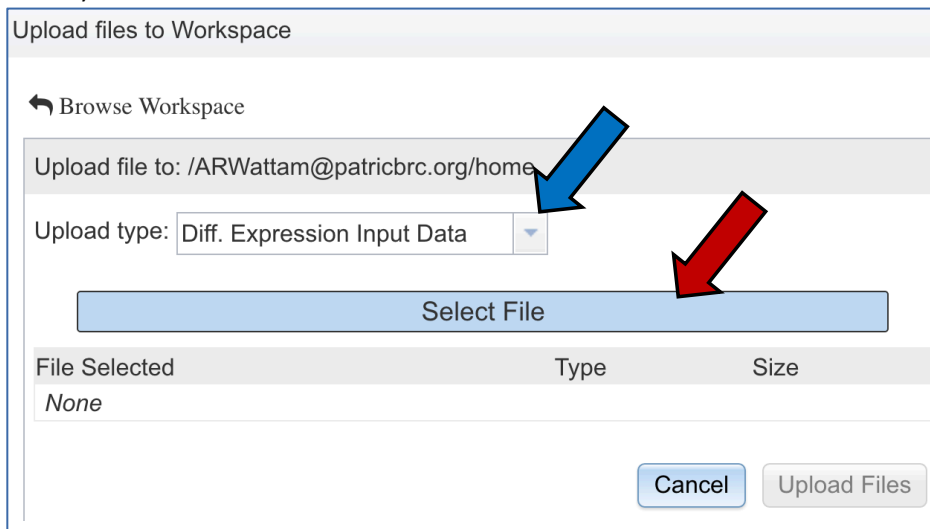 Upload files to Workspace
Browse Workspace
Upload file to: /ARWattam@patricbrc.org/home
Upload type: Diff. Expression Input Data
Select File
File Selected Type Size
None
Cancel Upload Files